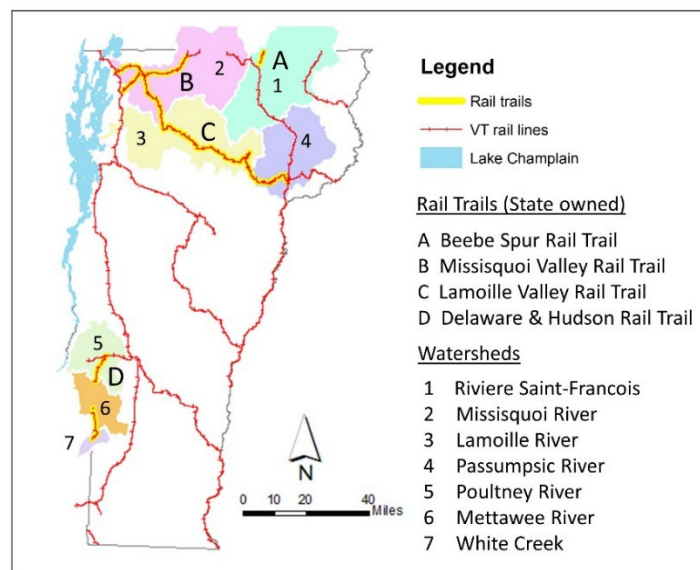 A
2
B
1
C
3
4
5
D
6
7
N
0 10 20 40
Miles
Legend
Rail trails
VT rail lines
Lake Champlain
Rail Trails (State owned)
A Beebe Spur Rail Trail
B Missisquoi Valley Rail Trail
C Lamoille Valley Rail Trail
D Delaware & Hudson Rail Trail
Watersheds
1 Riviere Saint-Francois
2 Missisquoi River
3 Lamoille River
4 Passumpsic River
5 Poultney River
6 Mettawee River
7 White Creek